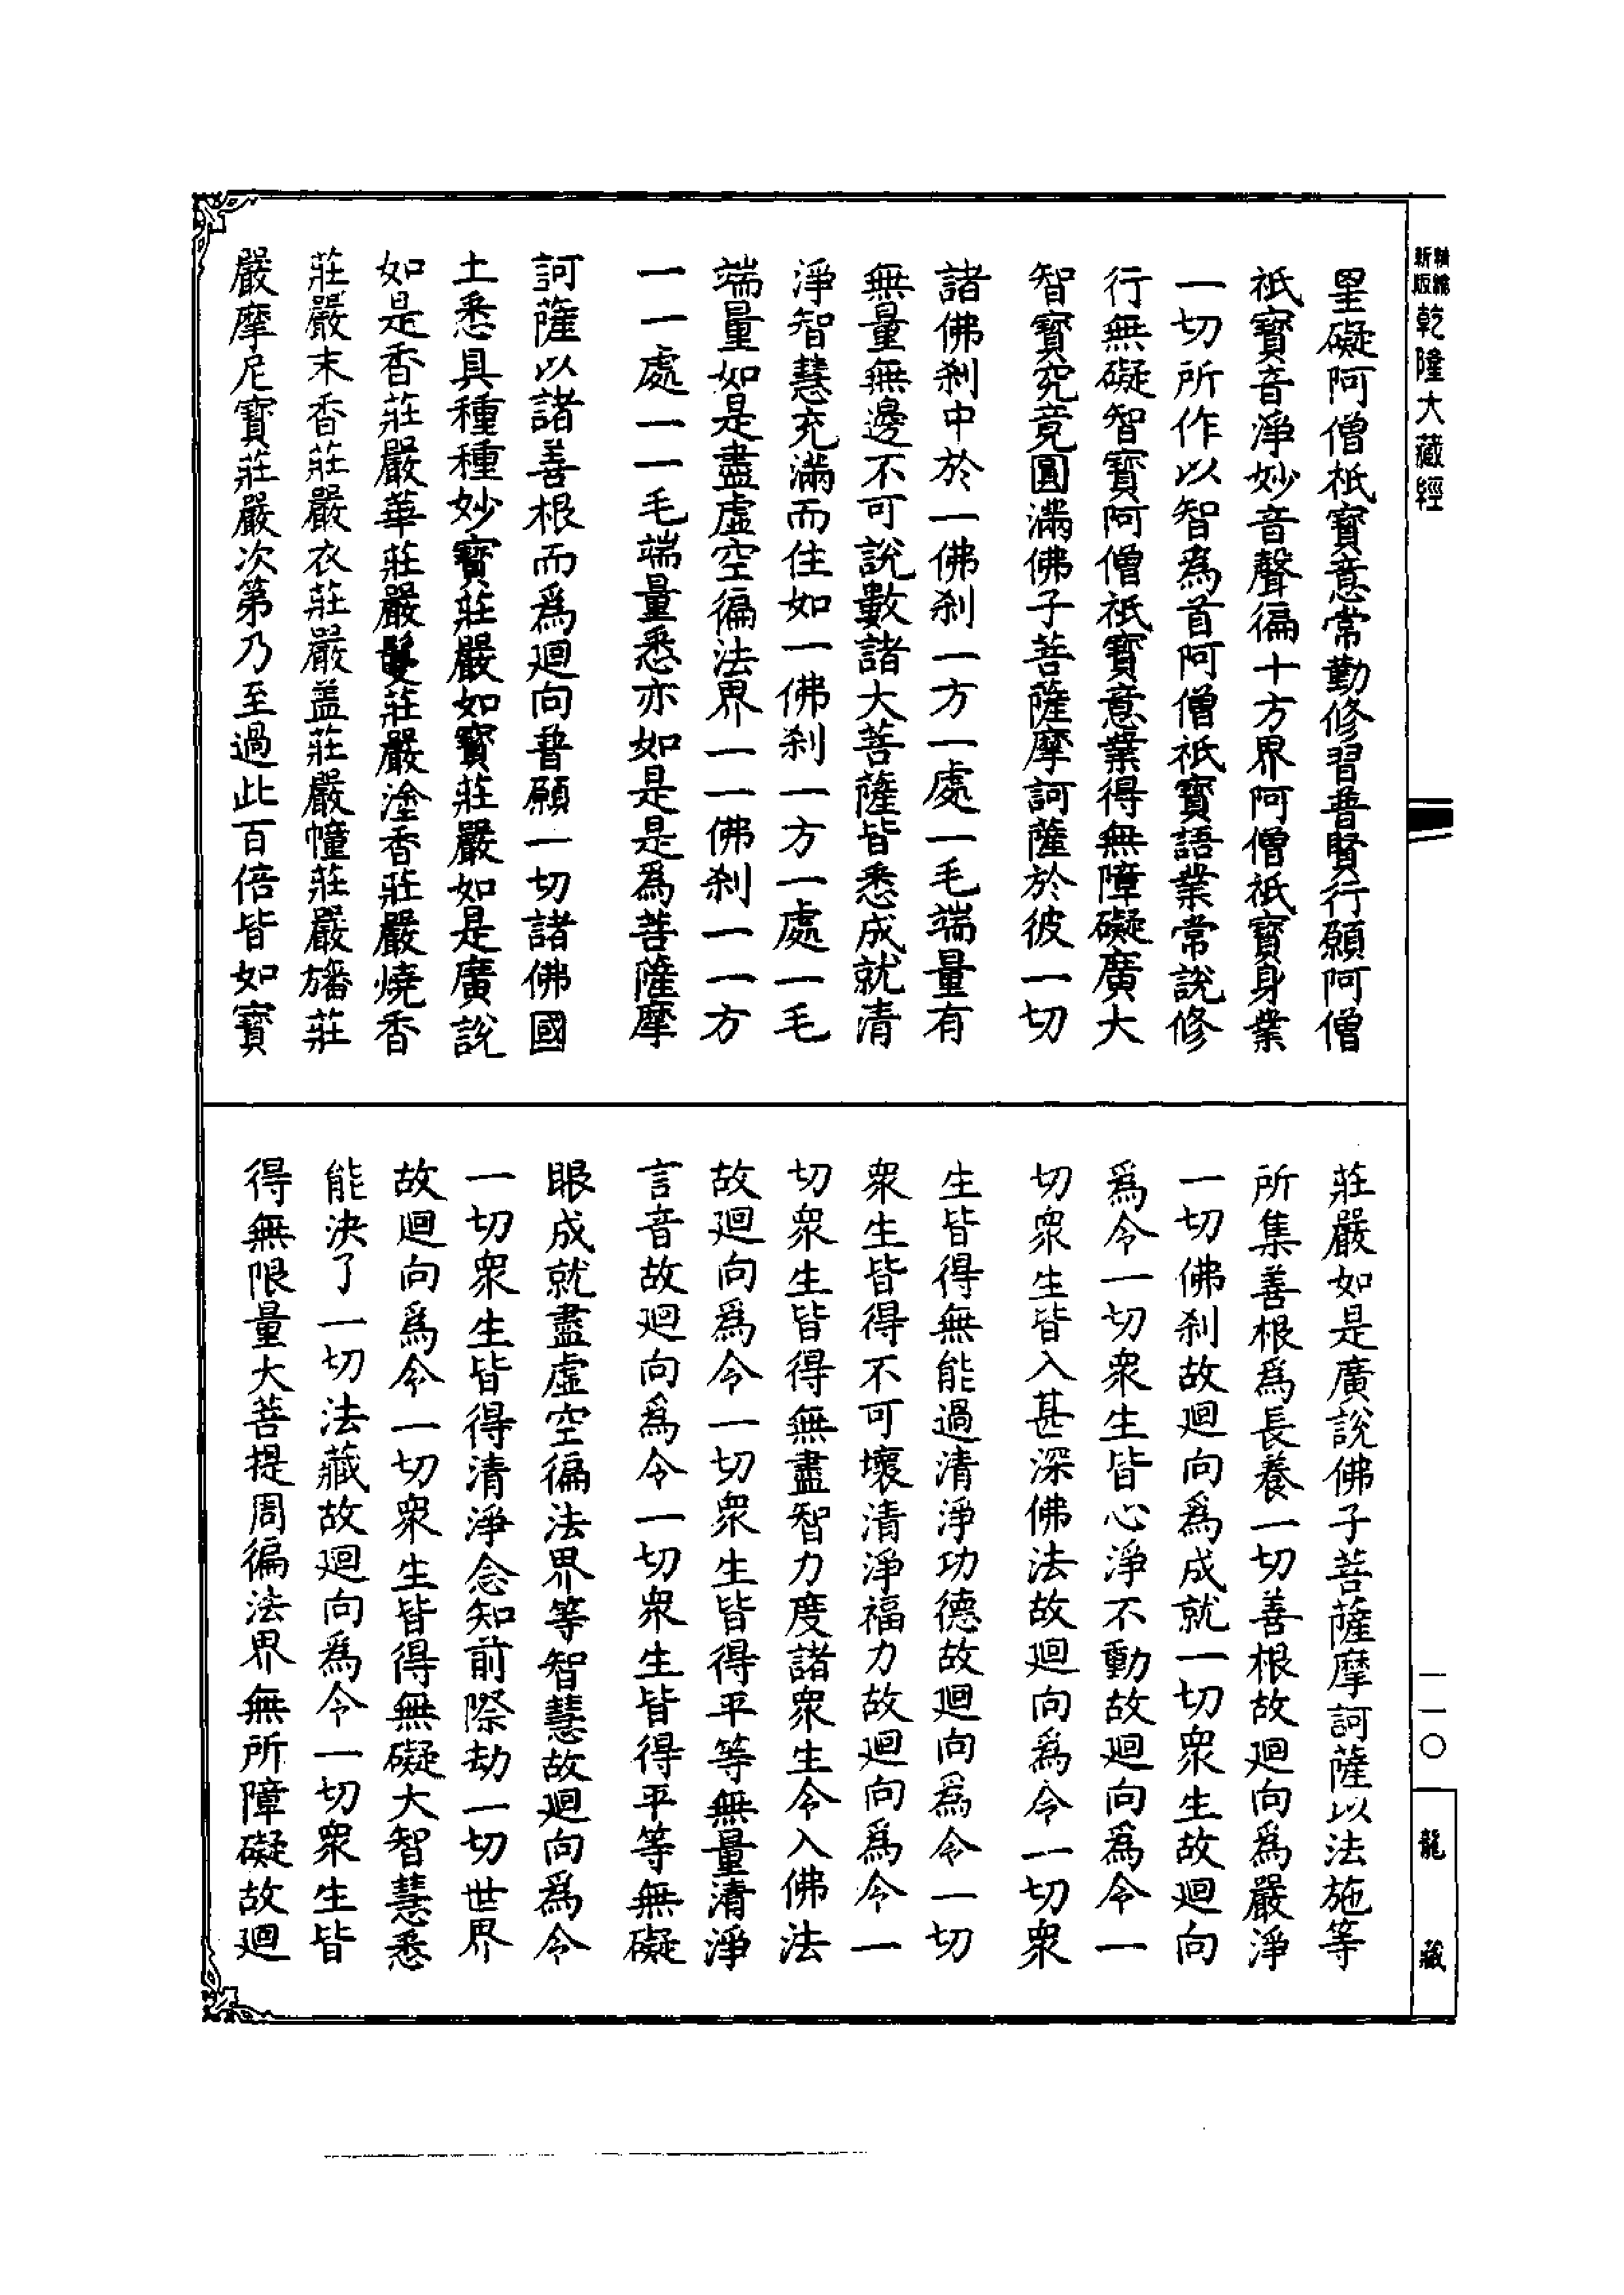 新編縮版乾隆大藏經
罣礙阿僧祇寶意常勤修習普賢行願阿僧
祇寶音淨妙音聲徧十方界阿僧祇寶身業
一切所作以智為首阿僧祇寶語業常說修
行無礙智寶阿僧祇寶意業得無障礙廣大
智寶究竟圓滿佛子菩薩摩訶薩於彼一切
諸佛剎中於一佛剎一方一處一毛端量有
無量無邊不可說數諸大菩薩皆悉成就清
淨智慧充滿而住如一佛剎一方一處一毛
端量如是盡虛空徧法界一一佛剎一一方
一一處一一毛端量悉亦如是是為菩薩摩
訶薩以諸善根而爲廻向普願一切諸佛國
土悉具種種妙寶莊嚴如寶莊嚴如是廣說
如是香莊嚴華莊嚴鬘莊嚴塗香莊嚴燒香
莊嚴末香莊嚴衣莊嚴盖莊嚴幢莊嚴旛莊
嚴摩尼寶莊嚴次第乃至過此百倍皆如寶
莊嚴如是廣說佛子菩薩摩訶薩以法施等
所集善根爲長養一切善根故廻向爲嚴淨
一切佛剎故廻向爲成就一切衆生故廻向
爲令一切衆生皆心淨不動故廻向爲令一
切衆生皆入甚深佛法故廻向爲令一切衆
生皆得無能過清淨功德故廻向爲令一切
衆生皆得不可壞清淨福力故廻向爲令一
切衆生皆得無盡智力度諸衆生令入佛法
故廻向爲令一切衆生皆得平等無量清淨
言音故廻向爲令一切衆生皆得平等無礙
眼成就盡虛空徧法界等智慧故廻向爲令
一切衆生皆得清淨念知前際劫一切世界
故廻向爲令一切衆生皆得無礙大智慧悉
能決了一切法藏故廻向爲令一切衆生皆
得無限量大菩提周徧法界無所障礙故廻
一一〇
龍藏